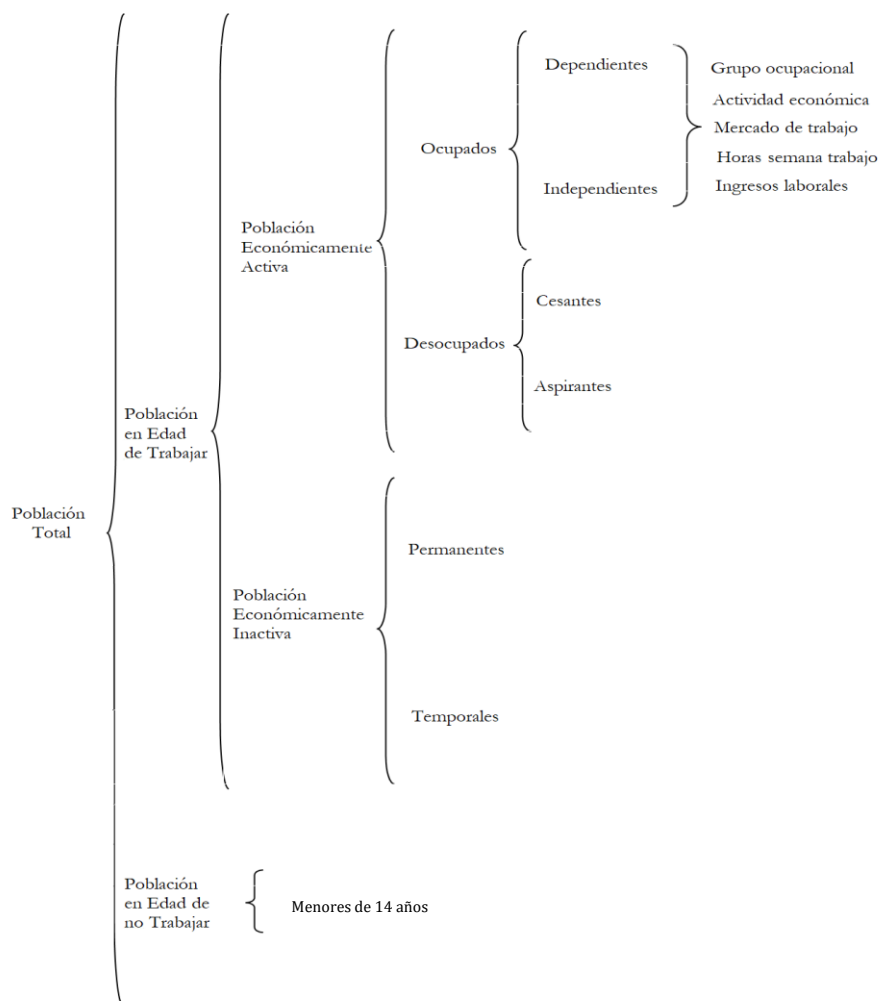 Población
Total
Población
en Edad
de Trabajar
Población
Económicamente
Activa
Ocupados
Dependientes
Independientes
Grupo ocupacional
Actividad económica
Mercado de trabajo
Horas semana trabajo
Ingresos laborales
Desocupados
Cesantes
Aspirantes
Población
Económicamente
Inactiva
Permanentes
Temporales
Población
en Edad de
no Trabajar
Menores de 14 años